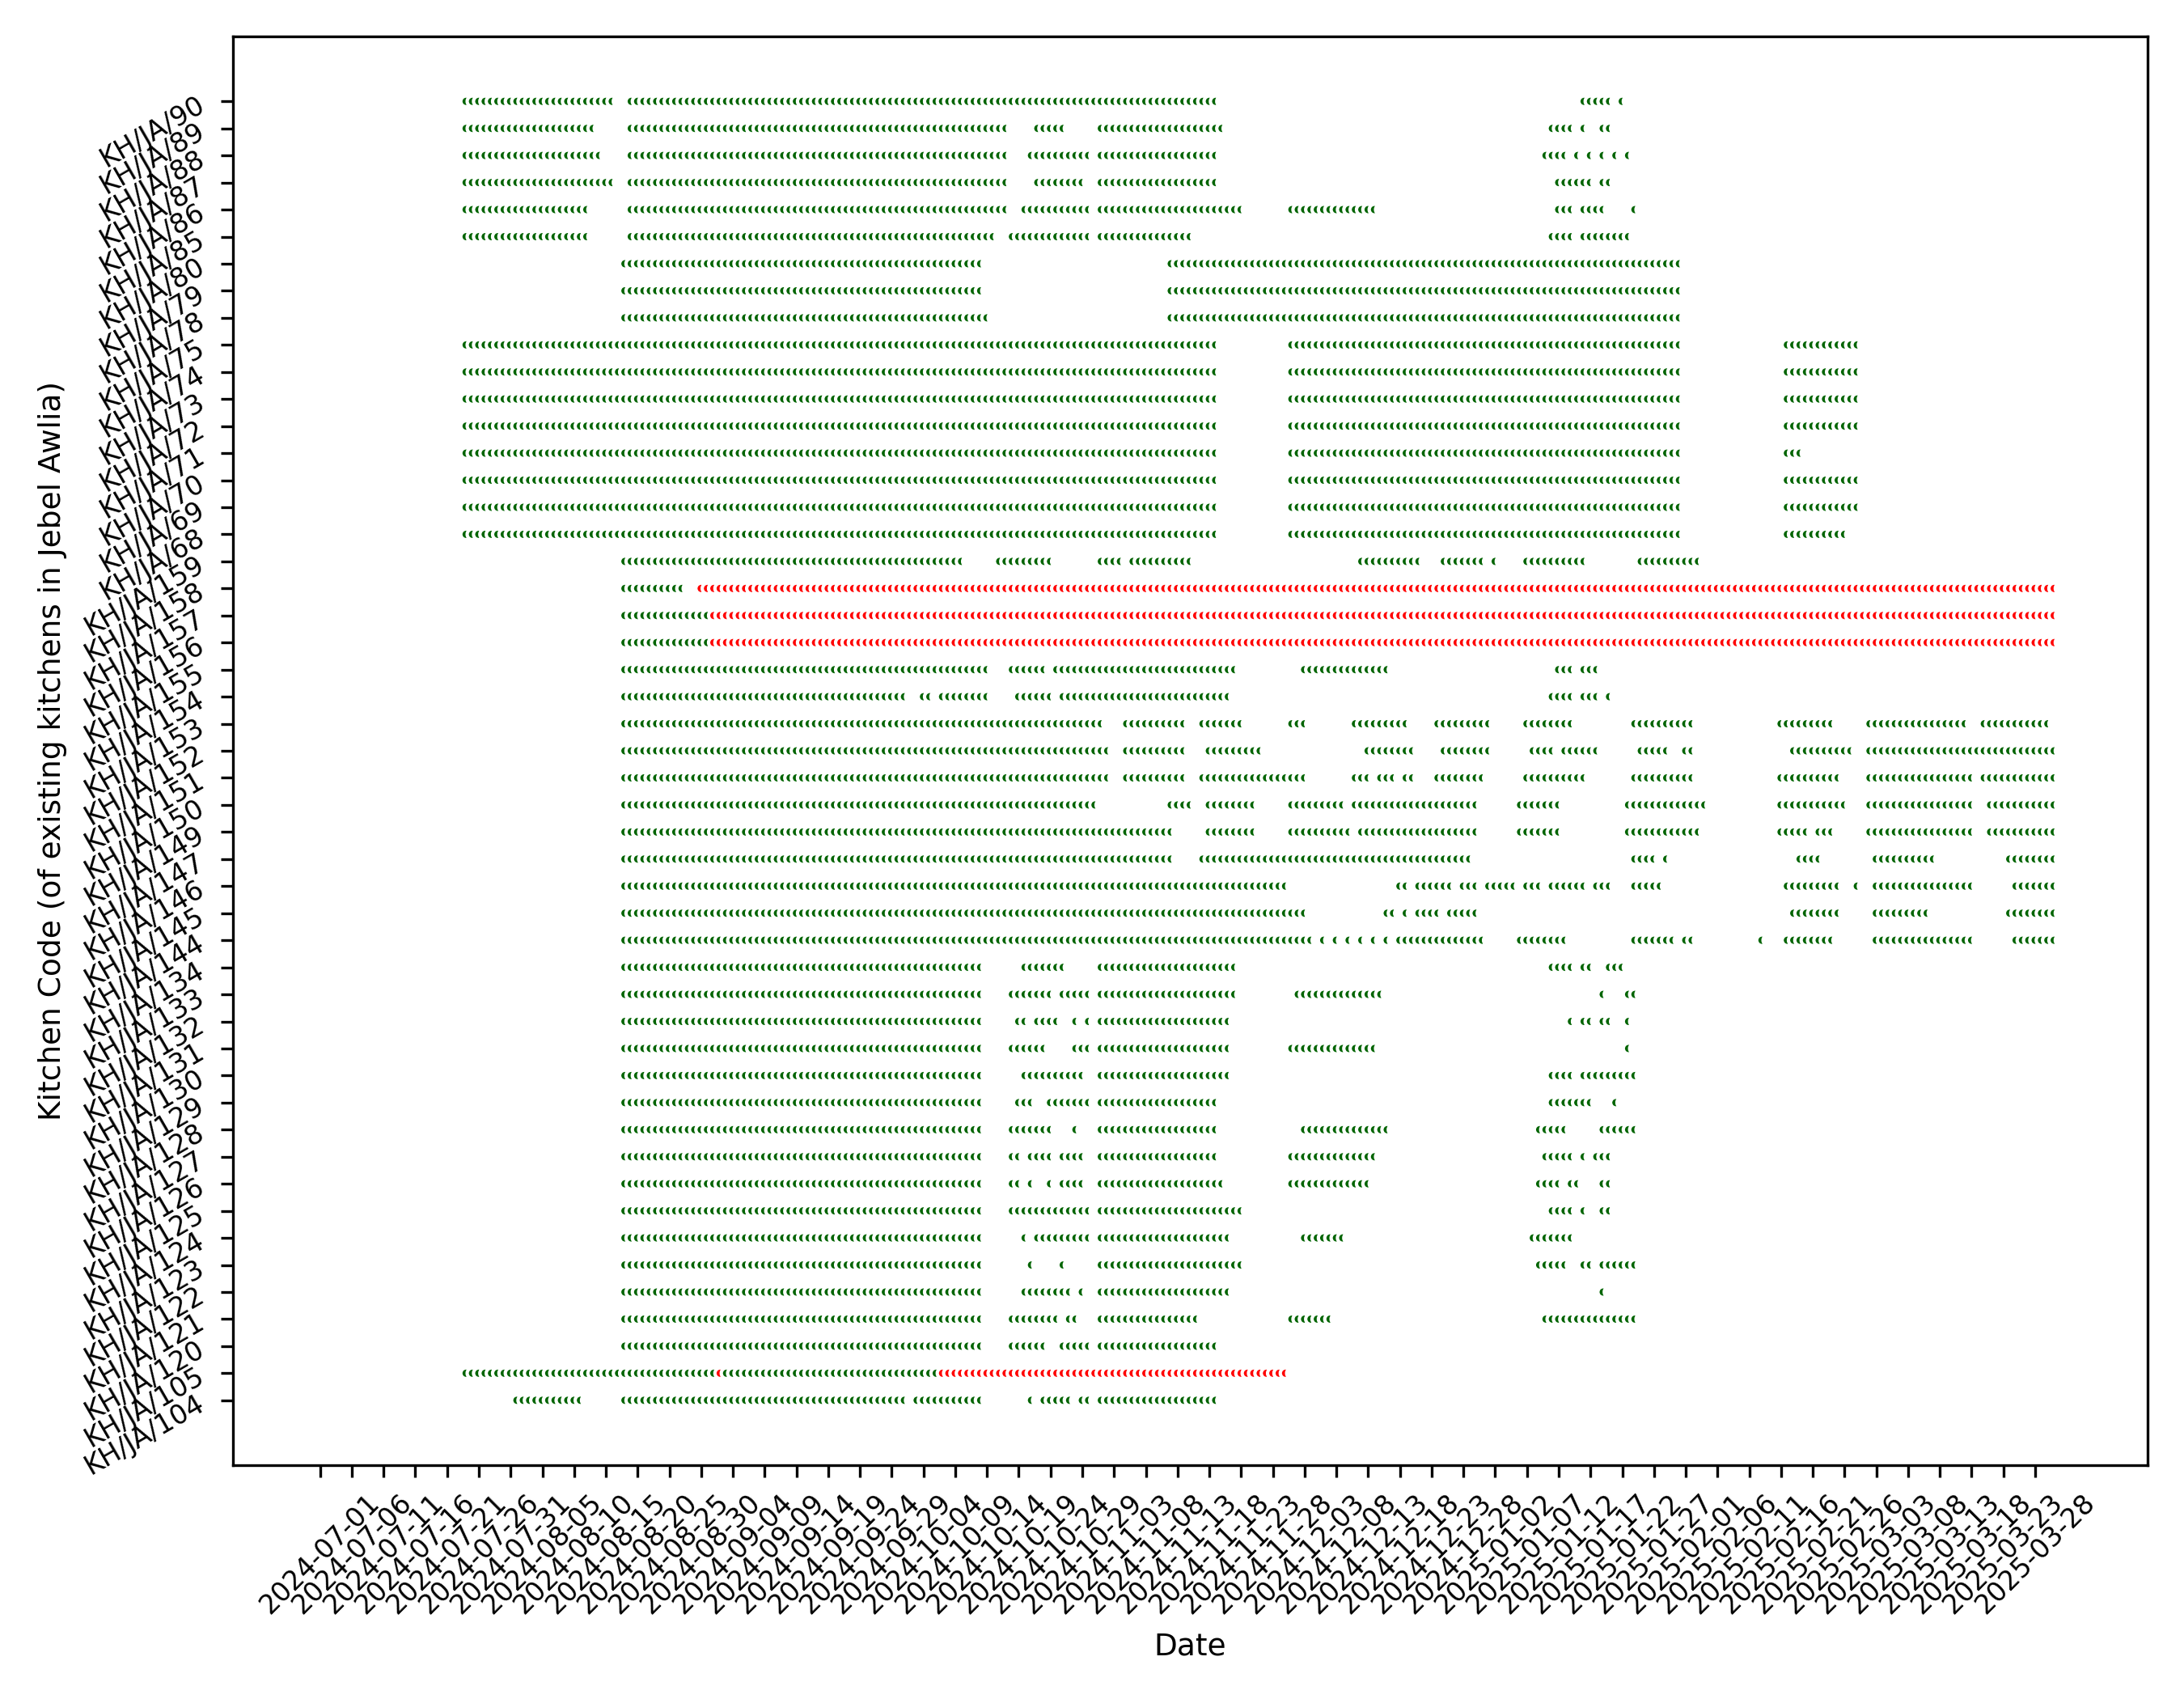 Kitchen Code (of existing kitchens in Jebel Awlia)
KH/JA/90
KH/JA/89
KH/JA/88
KH/JA/87
KH/JA/86
KH/JA/85
KH/JA/80
KH/JA/79
KH/JA/78
KH/JA/75
KH/JA/74
KH/JA/73
KH/JA/72
KH/JA/71
KH/JA/70
KH/JA/69
KH/JA/68
KH/JA/159
KH/JA/158
KH/JA/157
KH/JA/156
KH/JA/155
KH/JA/154
KH/JA/153
KH/JA/152
KH/JA/151
KH/JA/150
KH/JA/149
KH/JA/147
KH/JA/146
KH/JA/145
KH/JA/144
KH/JA/134
KH/JA/133
KH/JA/132
KH/JA/131
KH/JA/130
KH/JA/129
KH/JA/128
KH/JA/127
KH/JA/126
KH/JA/125
KH/JA/124
KH/JA/123
KH/JA/122
KH/JA/121
KH/JA/120
KH/JA/105
KH/JA/104
2024-07-01
2024-07-06
2024-07-11
2024-07-16
2024-07-21
2024-07-26
2024-07-31
2024-08-05
2024-08-10
2024-08-15
2024-08-20
2024-08-25
2024-08-30
2024-09-04
2024-09-09
2024-09-14
2024-09-19
2024-09-24
2024-09-29
2024-10-04
2024-10-09
2024-10-14
2024-10-19
2024-10-24
2024-10-29
2024-11-03
2024-11-08
2024-11-13
2024-11-18
2024-11-23
2024-11-28
2024-12-03
2024-12-08
2024-12-13
2024-12-18
2024-12-23
2024-12-28
2025-01-02
2025-01-07
2025-01-12
2025-01-17
2025-01-22
2025-01-27
2025-02-01
2025-02-06
2025-02-11
2025-02-16
2025-02-21
2025-02-26
2025-03-03
2025-03-08
2025-03-13
2025-03-18
2025-03-23
2025-03-28
Date